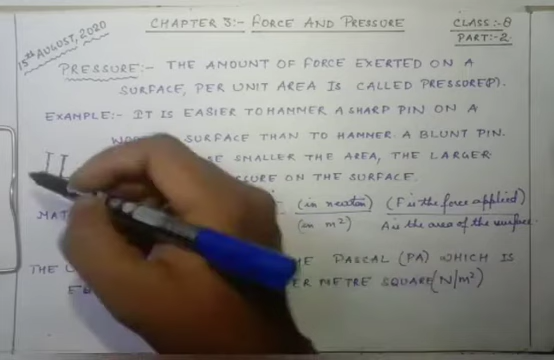 15th AUGUST, 2020
CHAPTER 3:- FORCE AND PRESSURE
CLASS:-8
PART:-2
PRESSURE:- THE AMOUNT OF FORCE EXERTED ON A
SURFACE, PER UNIT AREA IS CALLED PRESSURE(P).
EXAMPLE:- IT IS EASIER TO HAMMER A SHARP PIN ON A
SURFACE THAN TO HAMMER A BLUNT PIN.
SMALLER THE AREA, THE LARGER
ON THE SURFACE.
(in newton) (F is the force applied)
(in m²) A is the area of the surface.
THE PASCAL (PA) WHICH IS
METRE SQUARE (N/m²)